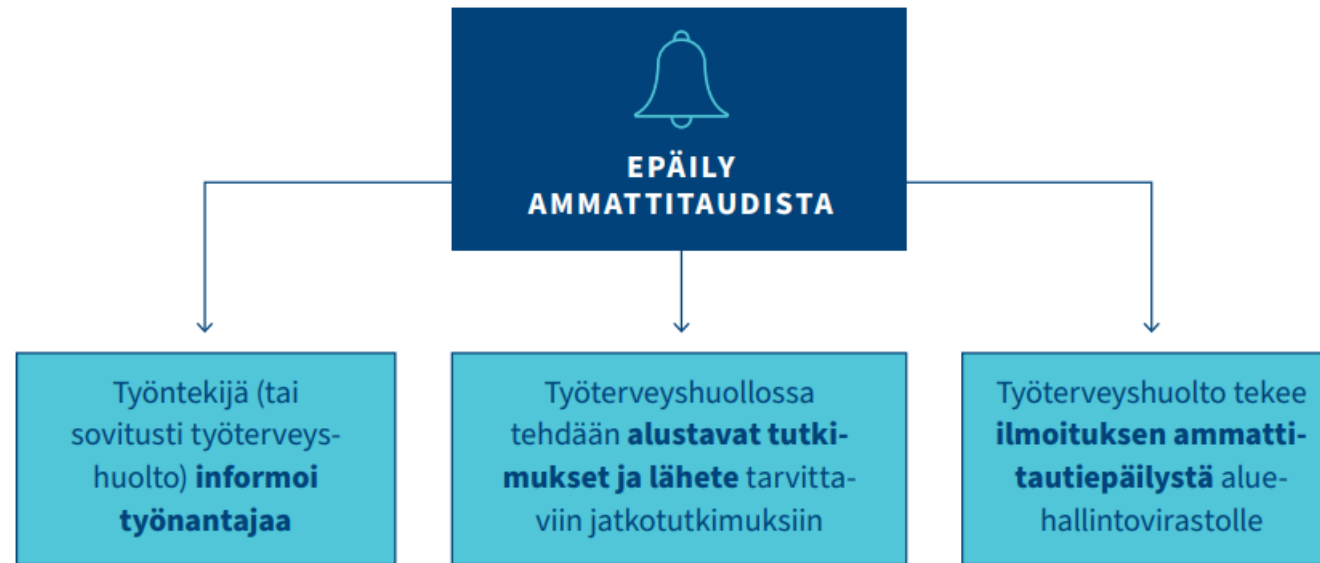 EPÄILY
AMMATTITAUDISTA
Työntekijä (tai
sovitusti työterveys-
huolto) informoi
työnantajaa
Työterveyshuollossa
tehdään alustavat tutki-
mukset ja lähete tarvitta-
viin jatkotutkimuksiin
Työterveyshuolto tekee
ilmoituksen ammatti-
tautiepäilystä alue-
hallintovirastolle